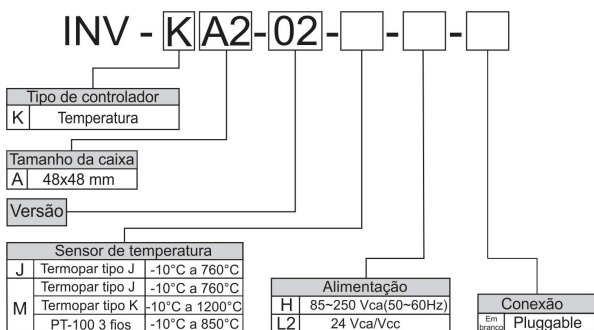 INV - K A2-02- - -
Tipo de controlador
K Temperatura
Tamanho da caixa
A 48x48 mm
Versão
Sensor de temperatura
J Termopar tipo J -10°C a 760°C
Termopar tipo J -10°C a 760°C
M Termopar tipo K -10°C a 1200°C
PT-100 3 fios -10°C a 850°C
Alimentação
H 85~250 Vca(50~60Hz)
L2 24 Vca/Vcc
Conexão
Em branco Pluggable